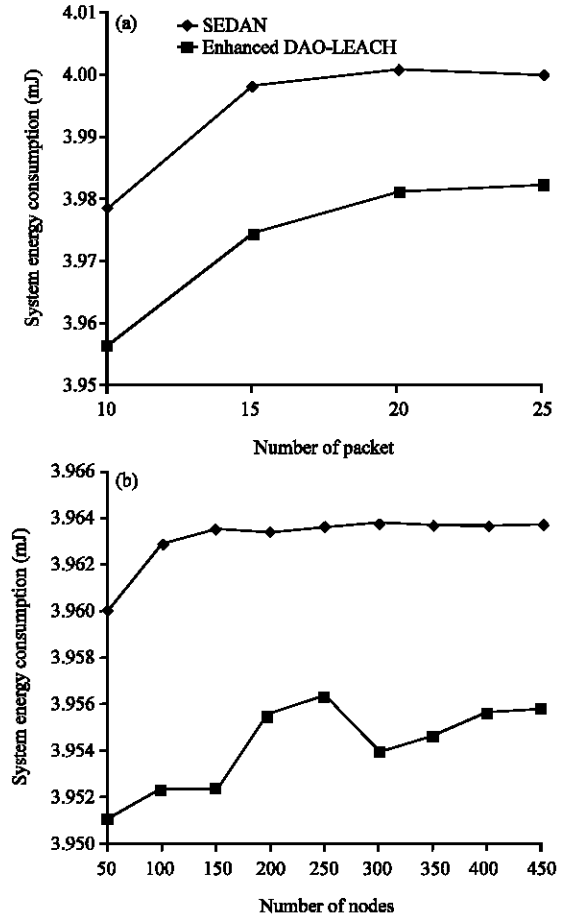 (a)
SEDAN
Enhanced DAO-LEACH
System energy consumption (mJ)
4.01
4.00
3.99
3.98
3.97
3.96
3.95
10 15 20 25
Number of packet
(b)
System energy consumption (mJ)
3.966
3.964
3.962
3.960
3.958
3.956
3.954
3.952
3.950
50 100 150 200 250 300 350 400 450
Number of nodes